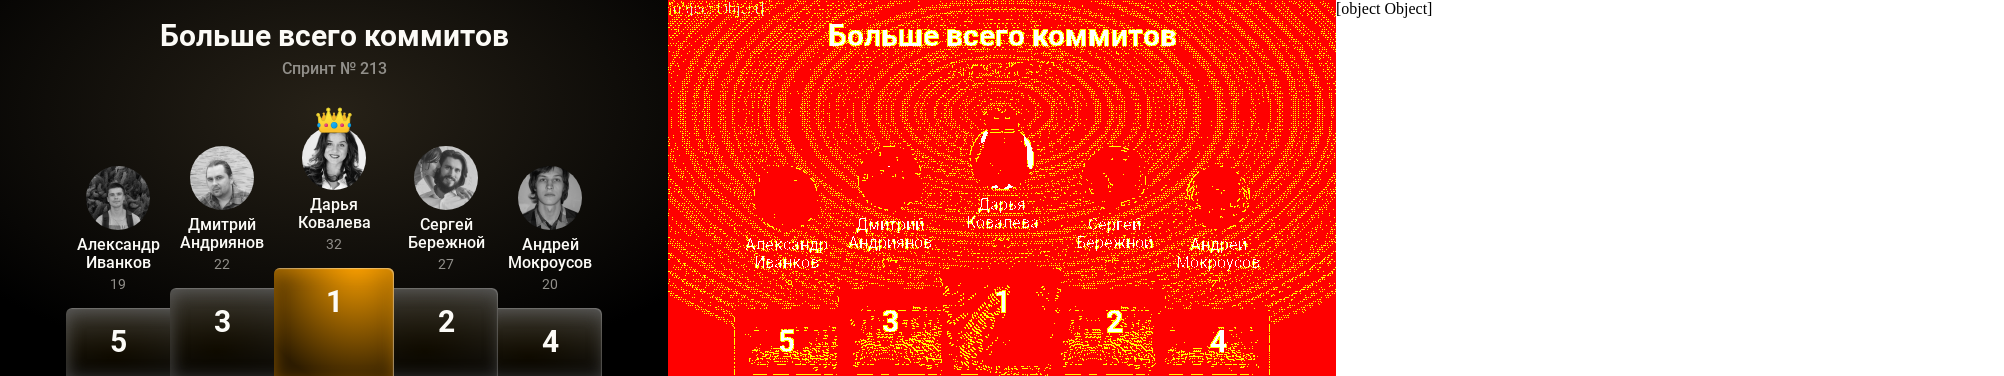 Больше всего коммитов
Спринт № 213
Александр
Иванков
19
Дмитрий
Андриянов
22
Дарья
Ковалева
32
Сергей
Бережной
27
Андрей
Мокроусов
20
5
3
1
2
4
[object Object]
Больше всего коммитов
Александр
Иванков
Дмитрий
Андриянов
Дарья
Ковалева
Сергей
Бережной
Андрей
Мокроусов
5
3
1
2
4
[object Object]